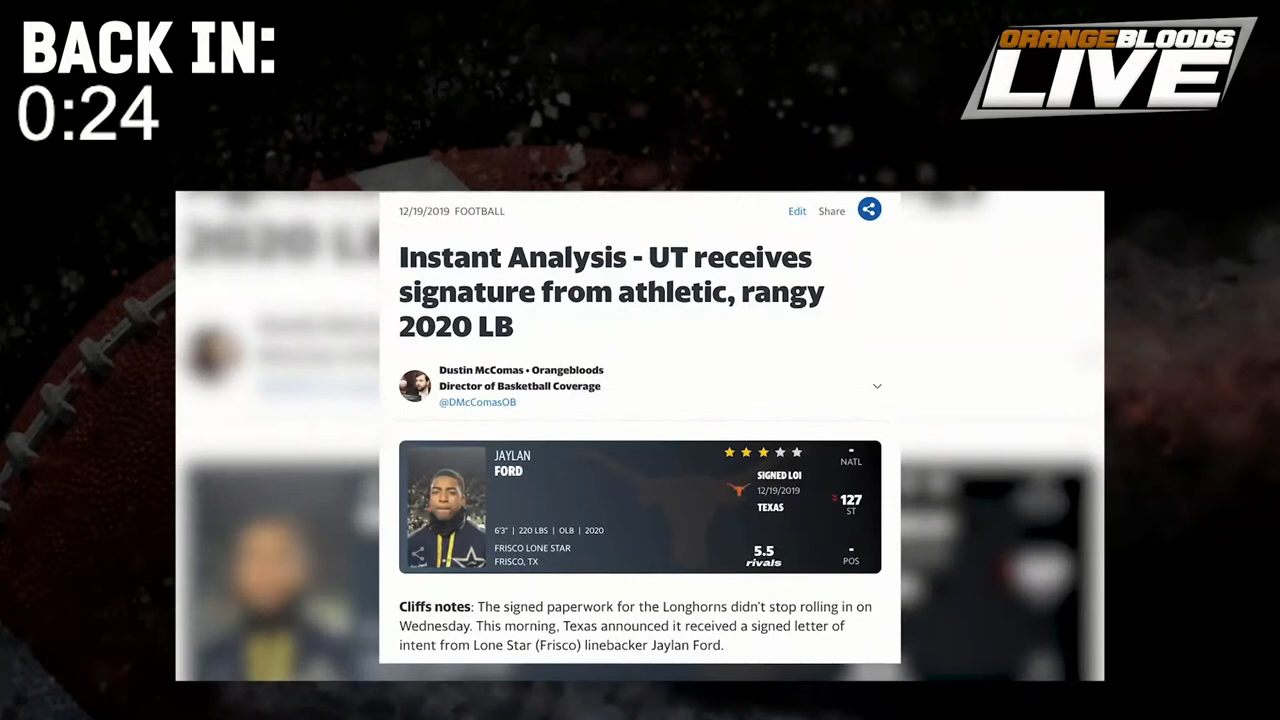 BACK IN:
0:24
ORANGEBLOODS
LIVE
12/19/2019 FOOTBALL
Edit Share
Instant Analysis - UT receives
signature from athletic, rangy
2020 LB
Dustin McComas • Orangebloods
Director of Basketball Coverage
@DMcComasOB
JAYLAN
FORD
6'3" | 220 LBS | OLB | 2020
FRISCO LONE STAR
FRISCO, TX
SIGNED LOI
12/19/2019
TEXAS
5.5
rivals
-
NATL
127
ST
-
POS
Cliffs notes: The signed paperwork for the Longhorns didn't stop rolling in on
Wednesday. This morning, Texas announced it received a signed letter of
intent from Lone Star (Frisco) linebacker Jaylan Ford.